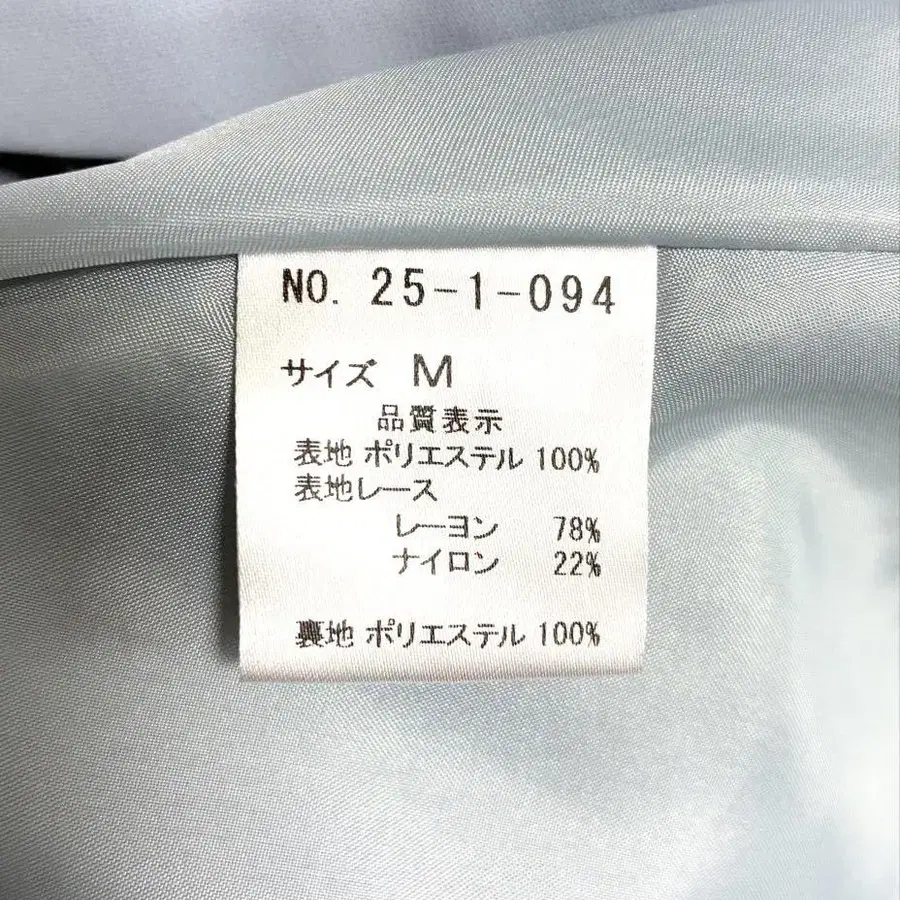 NO. 25-1-094
サイズ M
品質表示
表地 ポリエステル 100%
表地レース
レーヨン 78%
ナイロン 22%
裏地 ポリエステル 100%